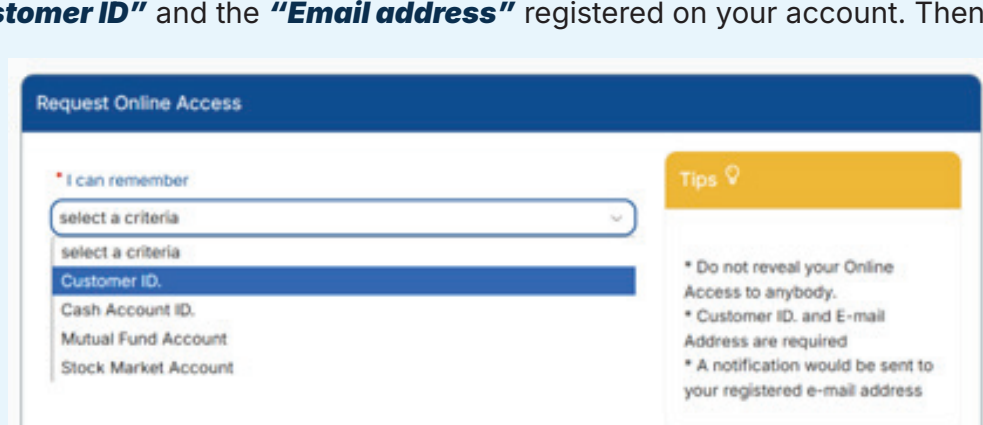 stomer ID” and the “Email address” registered on your account. Then
Request Online Access
* I can remember
select a criteria
select a criteria
Customer ID.
Cash Account ID.
Mutual Fund Account
Stock Market Account
Tips
* Do not reveal your Online
Access to anybody.
* Customer ID. and E-mail
Address are required
* A notification would be sent to
your registered e-mail address